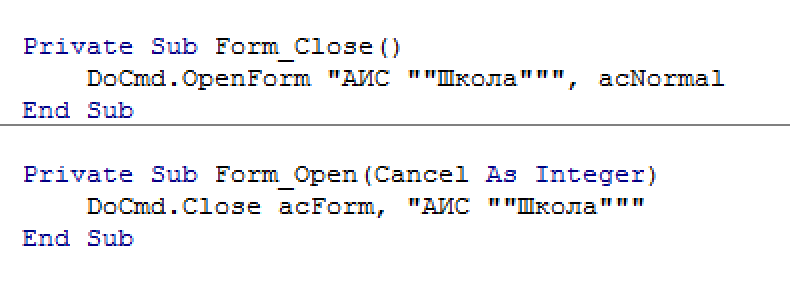 Private Sub Form_Close()
DoCmd.OpenForm "АИС ""Школа""", acNormal
End Sub
Private Sub Form_Open(Cancel As Integer)
DoCmd.Close acForm, "АИС ""Школа"""
End Sub